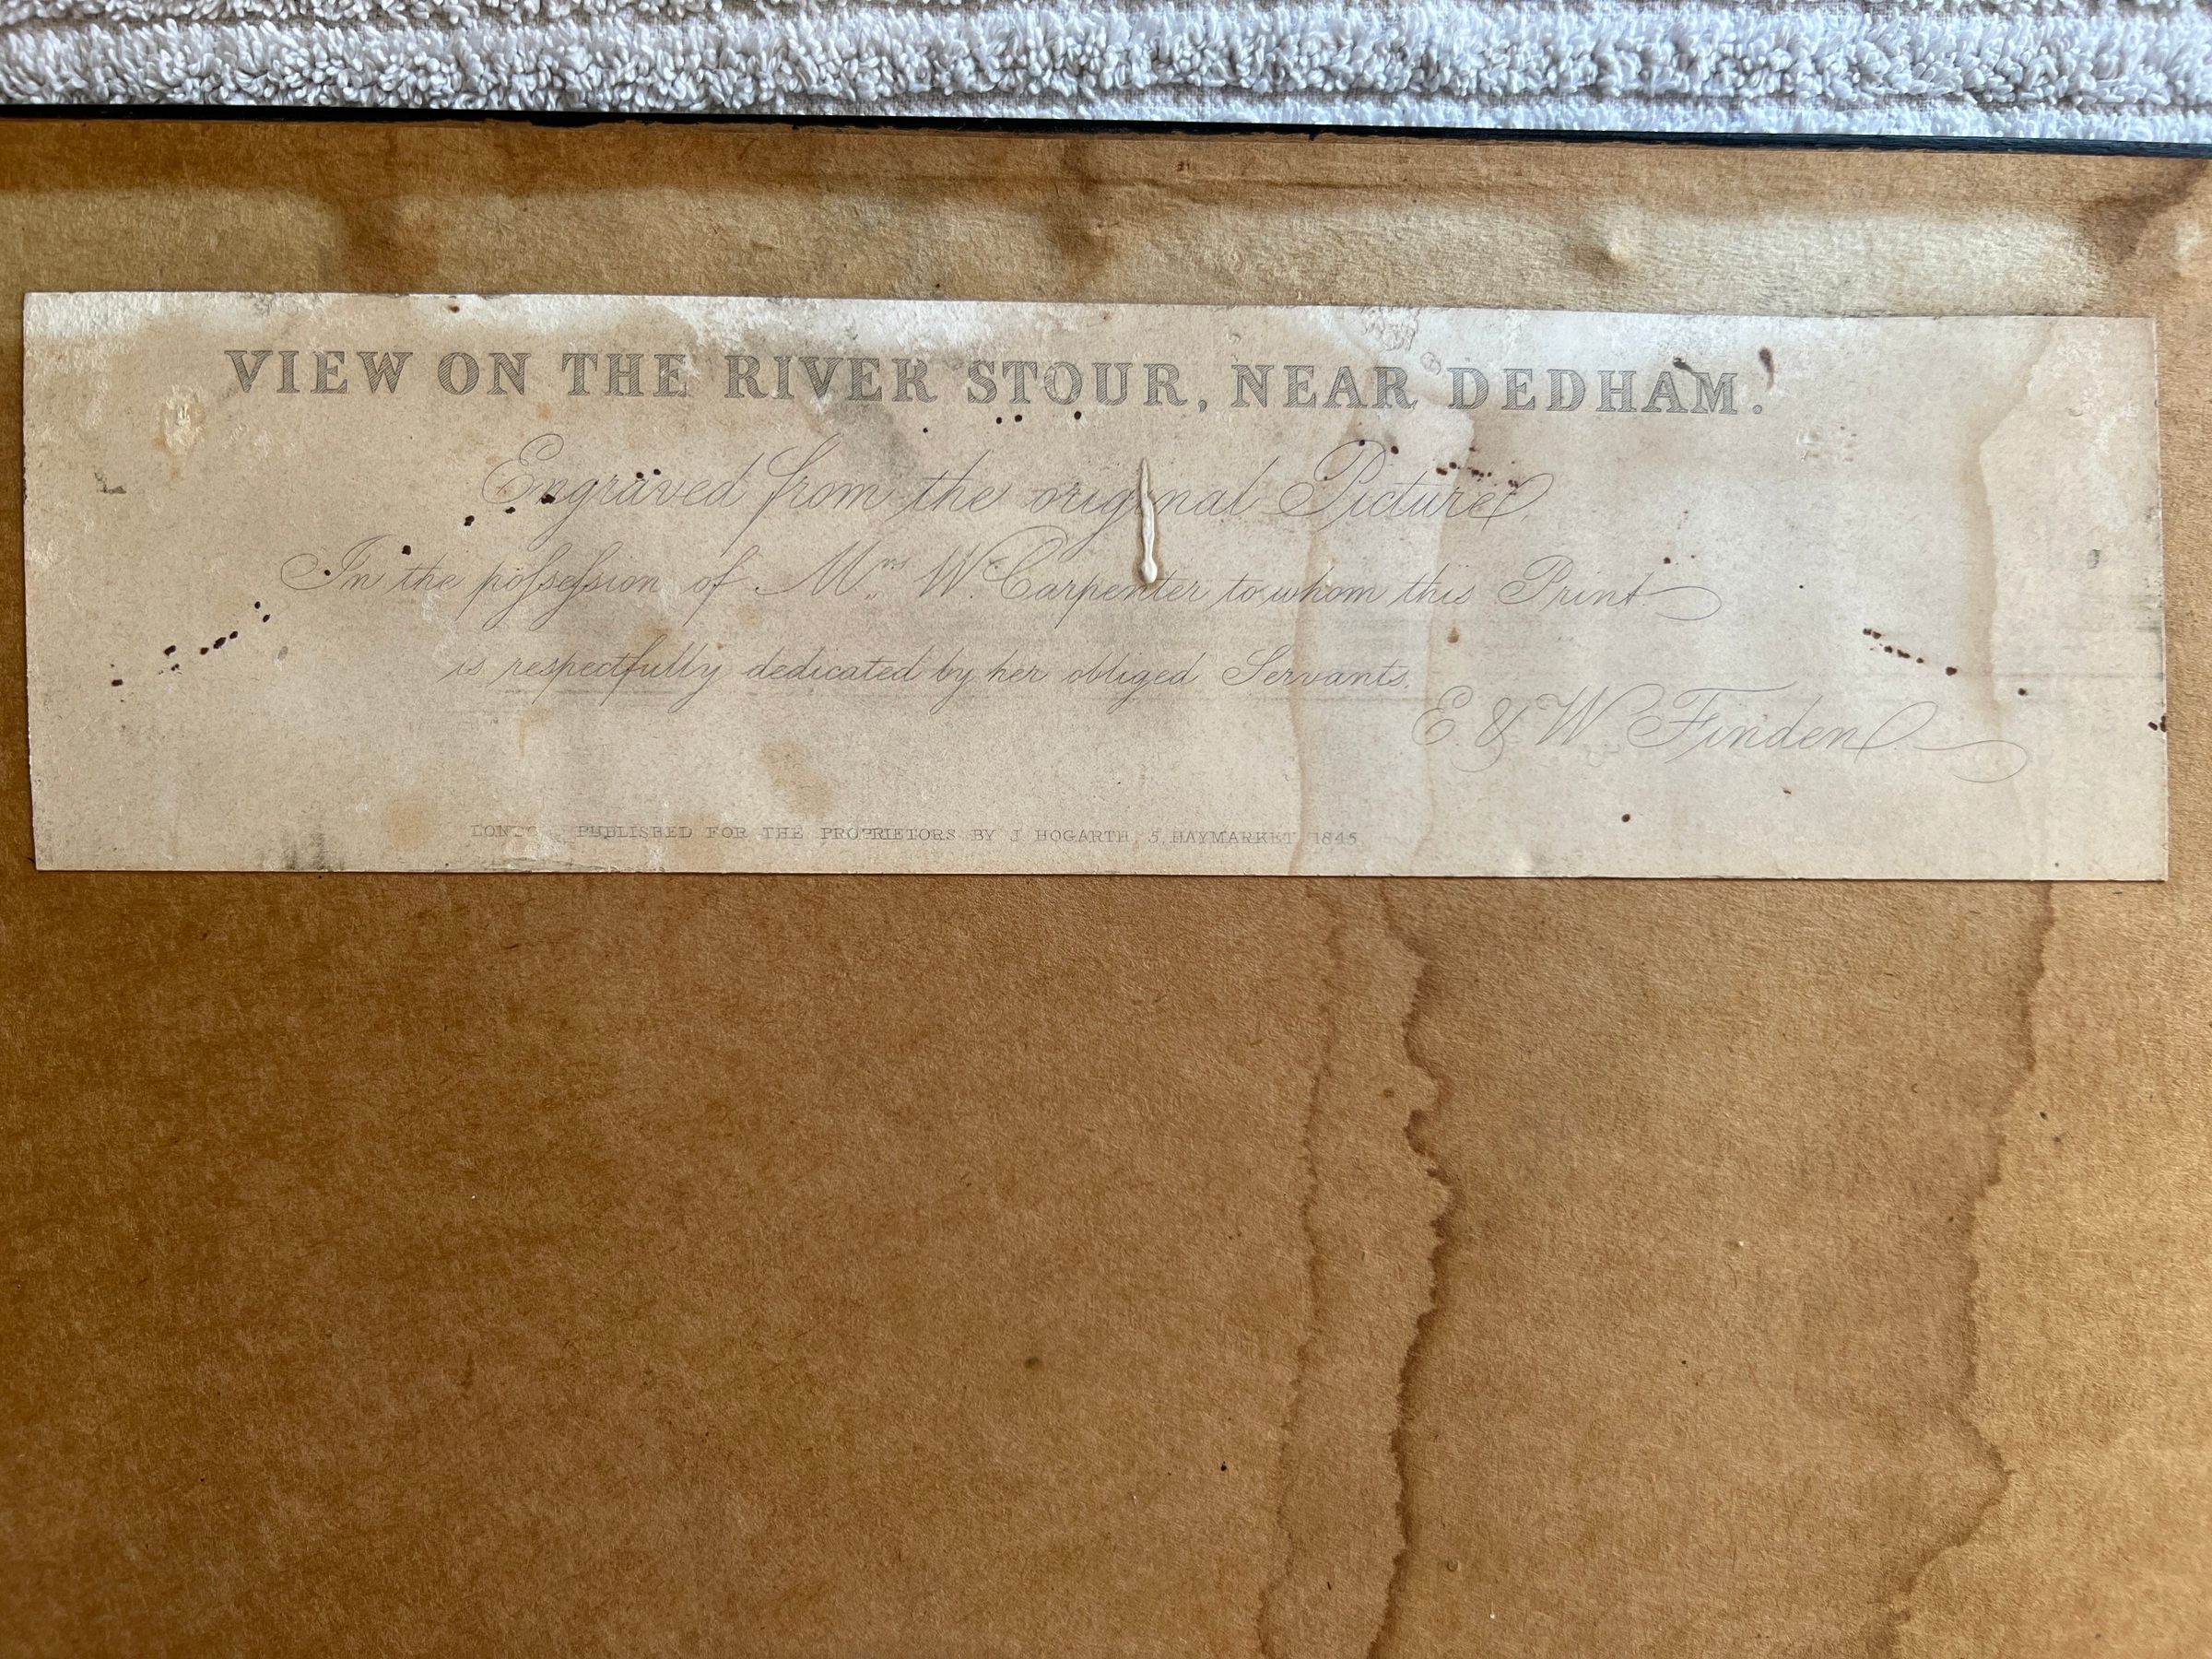 VIEW ON THE RIVER STOUR, NEAR DEDHAM.
Engraved from the original Picture
In the poſseſsion of Mrs. W. Carpenter to whom this Print
is respectfully dedicated by her obliged Servants.
E & W Finden
LONDON, PUBLISHED FOR THE PROPRIETORS BY J HOGARTH, 5, HAYMARKET 1845